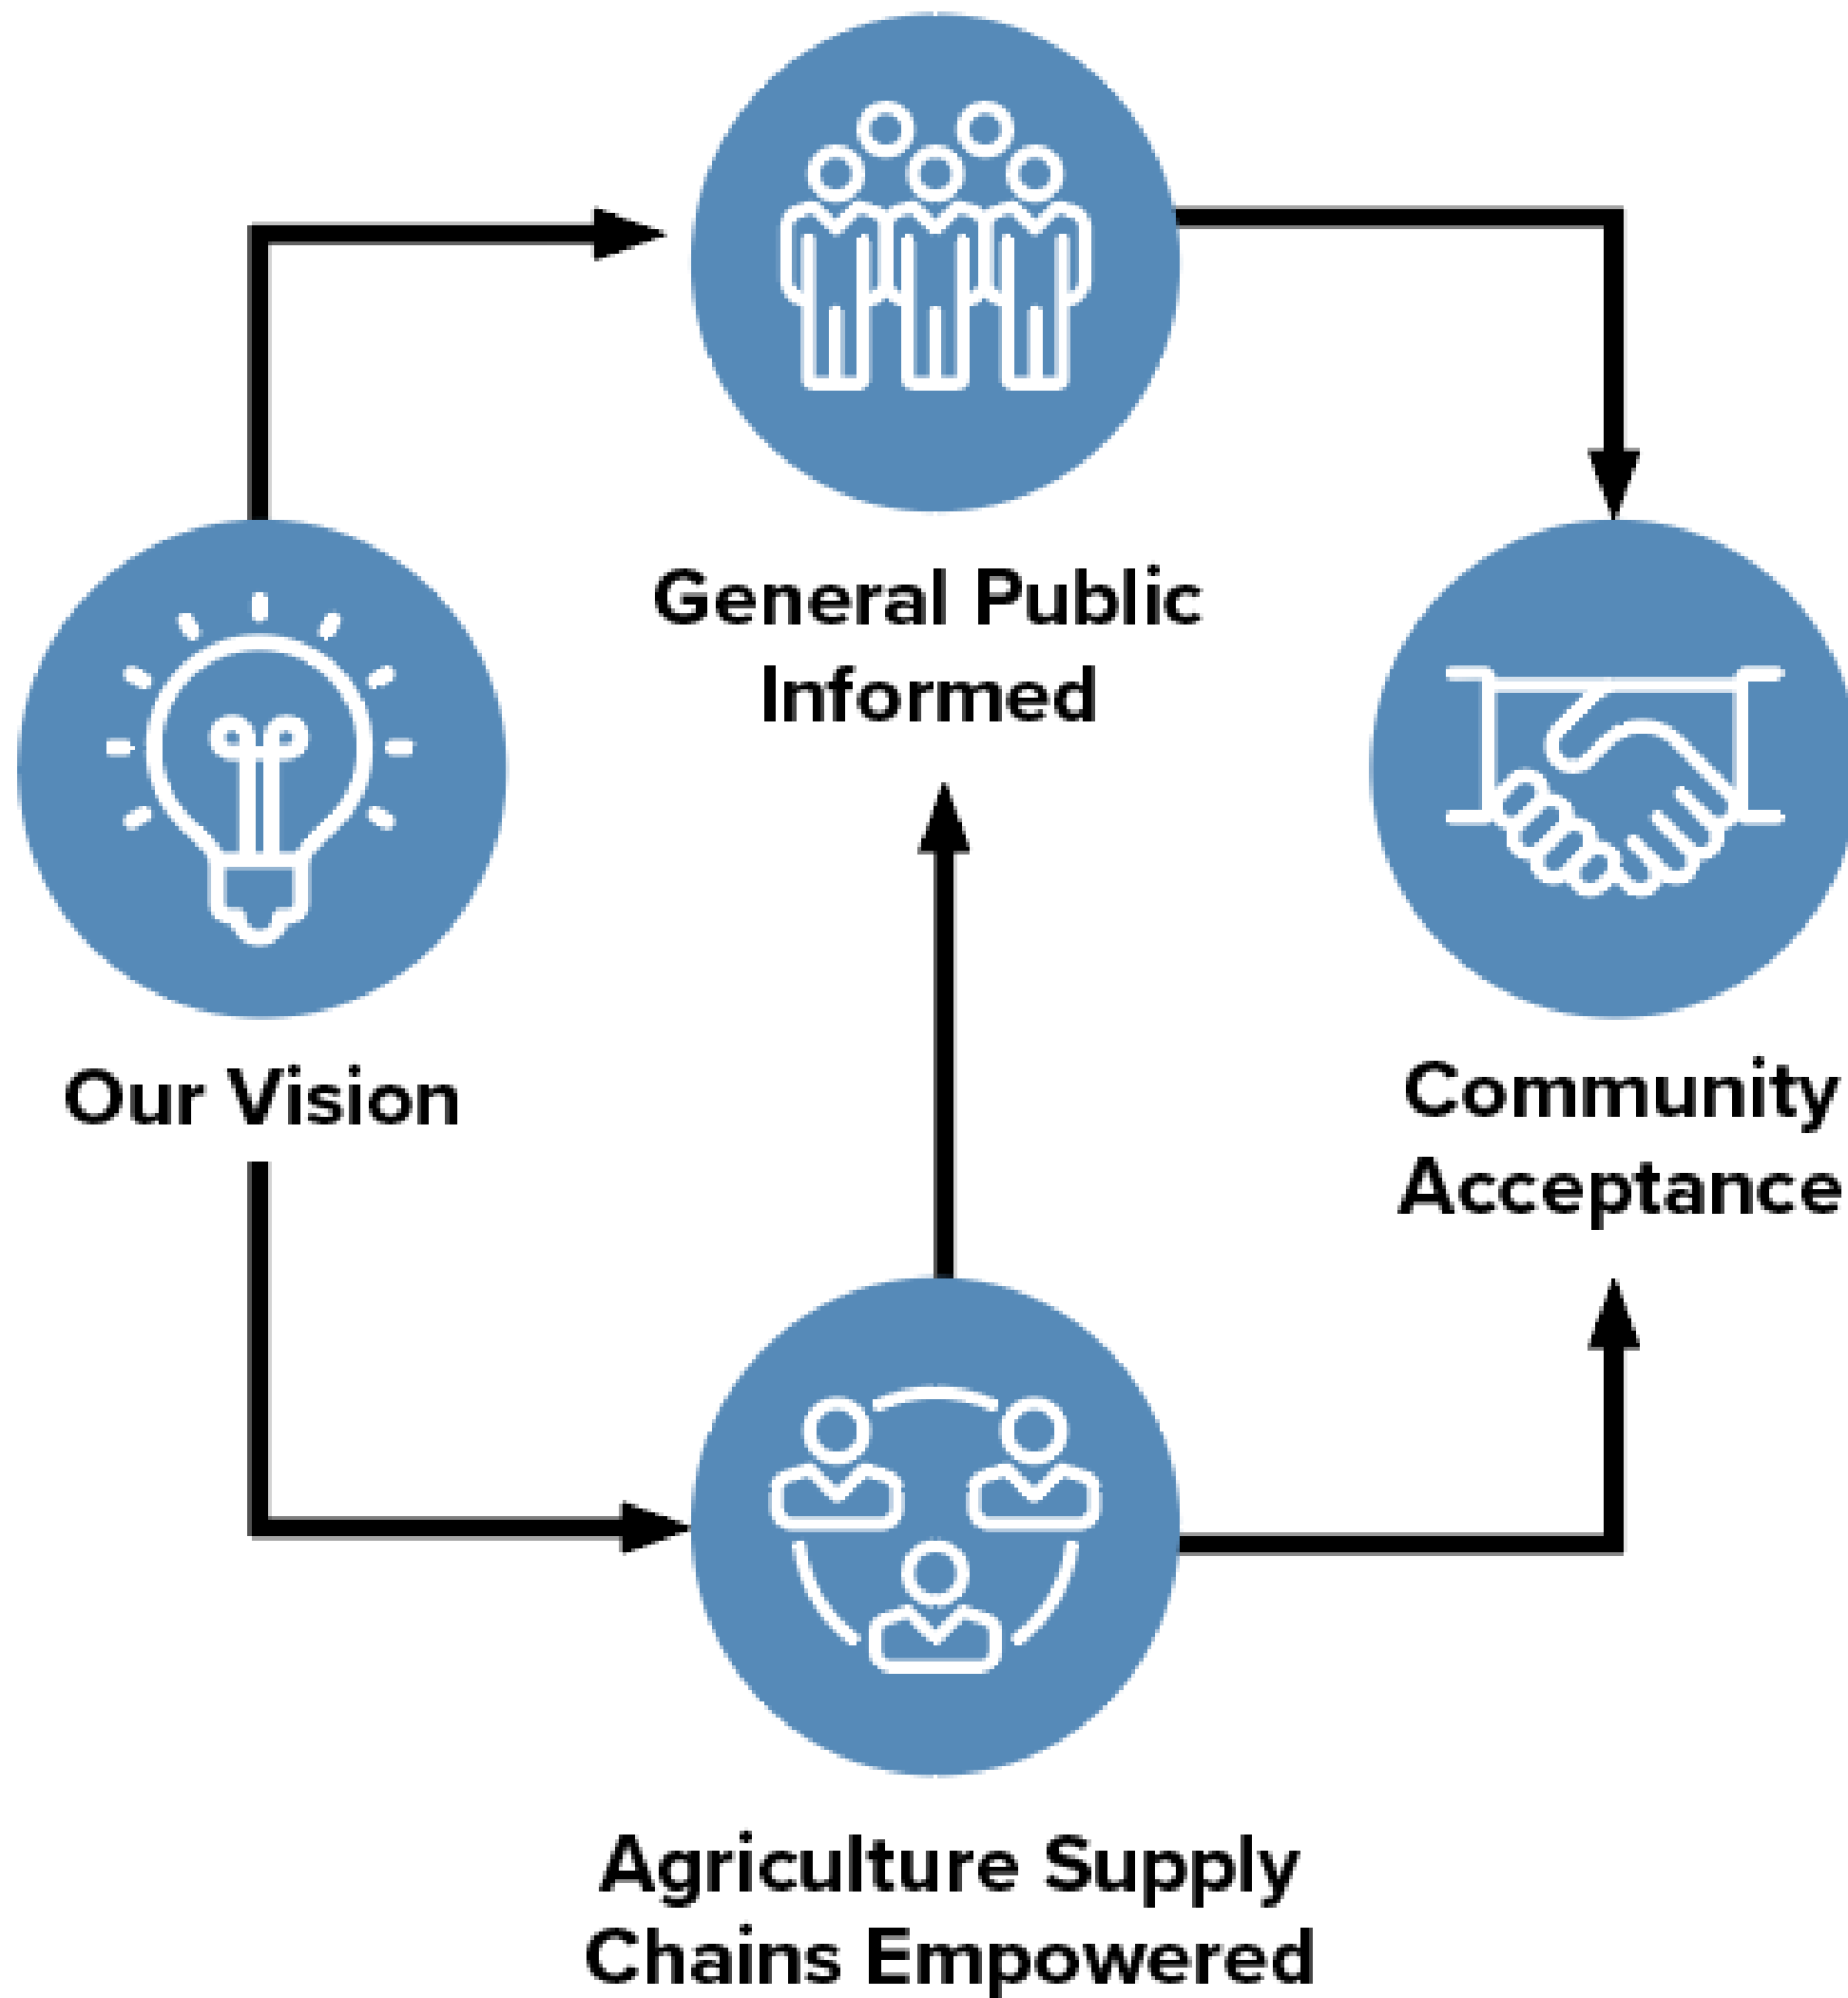 General Public
Informed
Our Vision
Community
Acceptance
Agriculture Supply
Chains Empowered